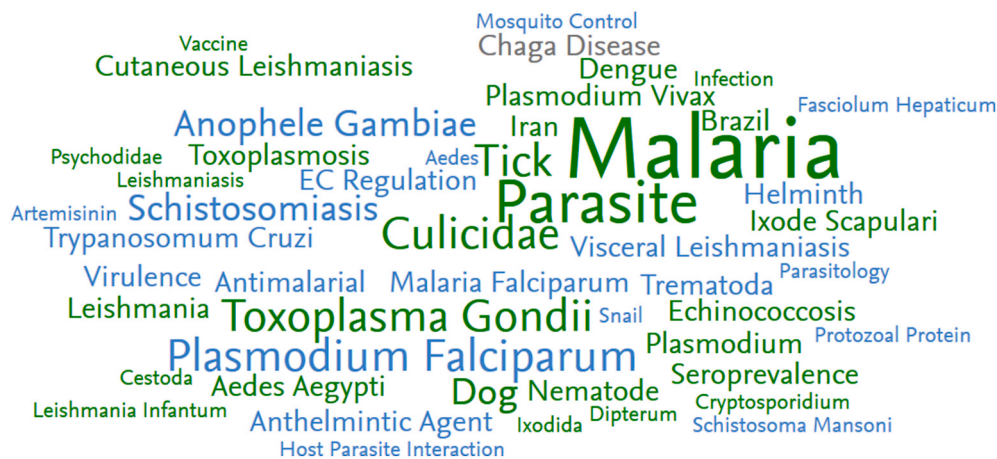 Mosquito Control
Vaccine
Chaga Disease
Cutaneous Leishmaniasis
Dengue
Infection
Plasmodium Vivax
Fasciolum Hepaticum
Anophele Gambiae
Iran
Brazil
Malaria
Psychodidae
Toxoplasmosis
Aedes
Tick
Leishmaniasis
EC Regulation
Parasite
Helminth
Artemisinin
Schistosomiasis
Ixode Scapulari
Trypanosomum Cruzi
Culicidae
Visceral Leishmaniasis
Virulence
Antimalarial
Malaria Falciparum
Trematoda
Parasitology
Leishmania
Toxoplasma Gondii
Snail
Echinococcosis
Plasmodium Falciparum
Plasmodium
Protozoal Protein
Cestoda
Aedes Aegypti
Dog
Nematode
Seroprevalence
Leishmania Infantum
Anthelmintic Agent
Ixodida
Dipterum
Cryptosporidium
Schistosoma Mansoni
Host Parasite Interaction